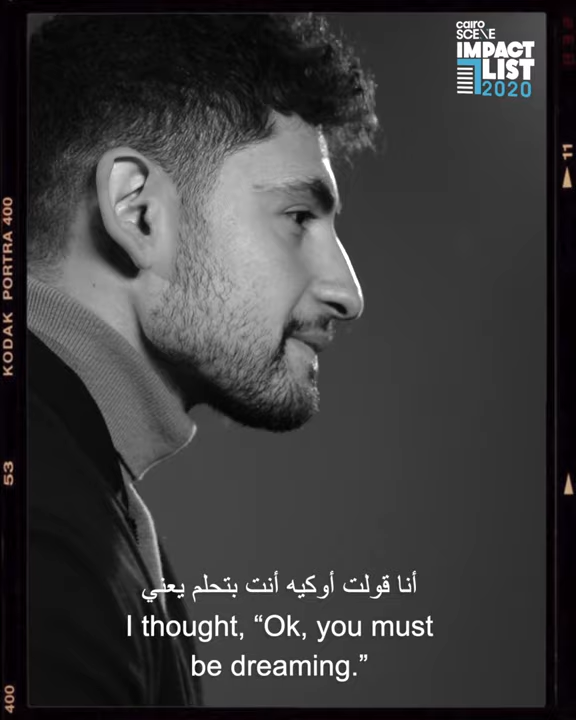 cairo
SCENE
IMPACT
LIST
2020
11
KODAK PORTRA 400
53
400
أنا قولت أوكيه أنت بتحلم يعني
I thought, “Ok, you must
be dreaming.”